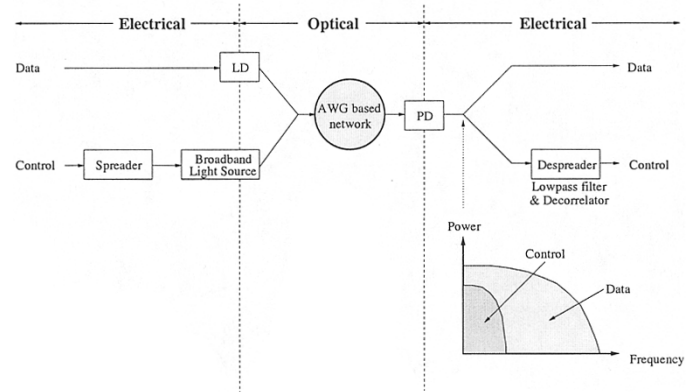 Electrical
Optical
Electrical
Data
LD
Data
AWG based
network
PD
Control
Spreader
Broadband
Light Source
Despreader
Control
Lowpass filter
& Decorrelator
Power
Control
Data
Frequency